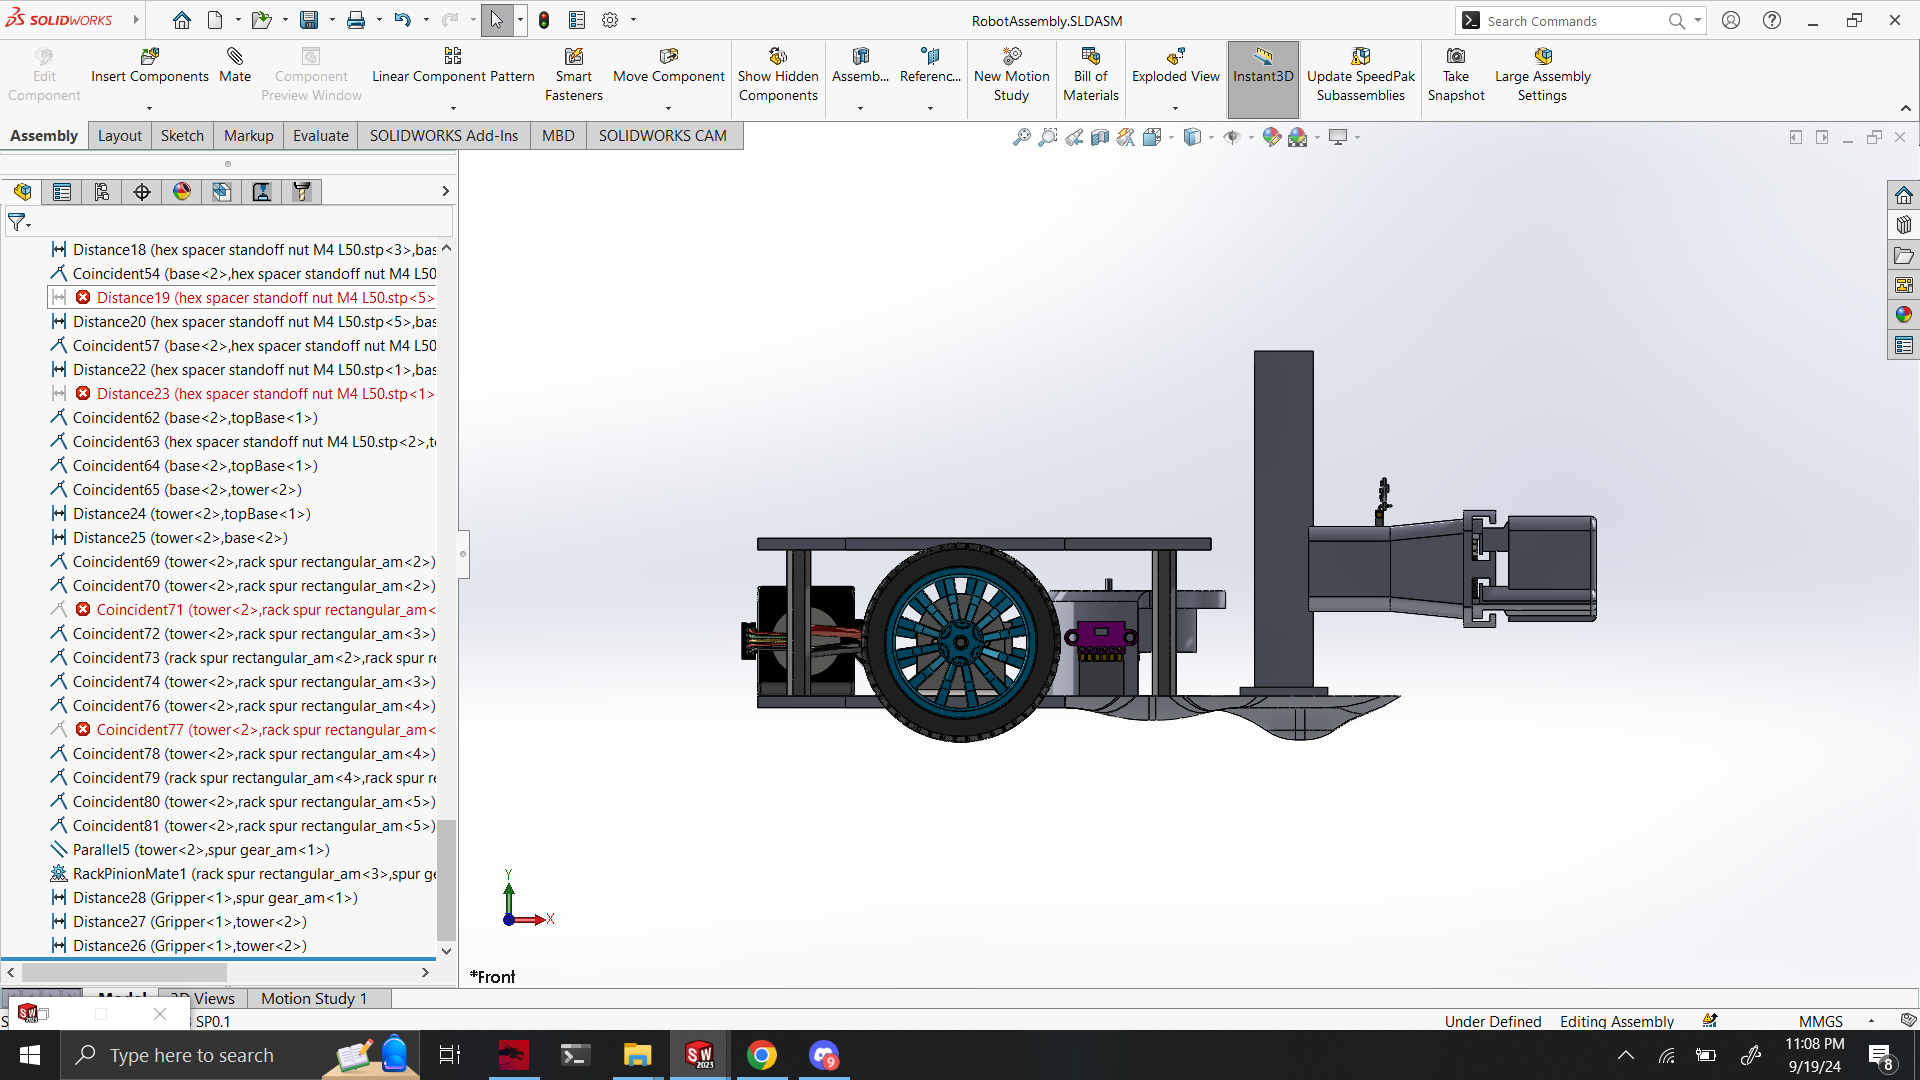 SOLIDWORKS
RobotAssembly.SLDASM
Search Commands
Edit Component
Insert Components
Mate
Component Preview Window
Linear Component Pattern
Smart Fasteners
Move Component
Show Hidden Components
Assemb...
Referenc...
New Motion Study
Bill of Materials
Exploded View
Instant3D
Update SpeedPak Subassemblies
Take Snapshot
Large Assembly Settings
Assembly
Layout
Sketch
Markup
Evaluate
SOLIDWORKS Add-Ins
MBD
SOLIDWORKS CAM
Distance18 (hex spacer standoff nut M4 L50.stp<3>,bas
Coincident54 (base<2>,hex spacer standoff nut M4 L50
Distance19 (hex spacer standoff nut M4 L50.stp<5>
Distance20 (hex spacer standoff nut M4 L50.stp<5>,bas
Coincident57 (base<2>,hex spacer standoff nut M4 L50
Distance22 (hex spacer standoff nut M4 L50.stp<1>,bas
Distance23 (hex spacer standoff nut M4 L50.stp<1>
Coincident62 (base<2>,topBase<1>)
Coincident63 (hex spacer standoff nut M4 L50.stp<2>,t
Coincident64 (base<2>,topBase<1>)
Coincident65 (base<2>,tower<2>)
Distance24 (tower<2>,topBase<1>)
Distance25 (tower<2>,base<2>)
Coincident69 (tower<2>,rack spur rectangular_am<2>)
Coincident70 (tower<2>,rack spur rectangular_am<2>)
Coincident71 (tower<2>,rack spur rectangular_am<
Coincident72 (tower<2>,rack spur rectangular_am<3>)
Coincident73 (rack spur rectangular_am<2>,rack spur re
Coincident74 (tower<2>,rack spur rectangular_am<3>)
Coincident76 (tower<2>,rack spur rectangular_am<4>)
Coincident77 (tower<2>,rack spur rectangular_am<
Coincident78 (tower<2>,rack spur rectangular_am<4>)
Coincident79 (rack spur rectangular_am<4>,rack spur re
Coincident80 (tower<2>,rack spur rectangular_am<5>)
Coincident81 (tower<2>,rack spur rectangular_am<5>)
Parallel5 (tower<2>,spur gear_am<1>)
RackPinionMate1 (rack spur rectangular_am<3>,spur ge
Distance28 (Gripper<1>,spur gear_am<1>)
Distance27 (Gripper<1>,tower<2>)
Distance26 (Gripper<1>,tower<2>)
Y
X
*Front
Model
3D Views
Motion Study 1
SP0.1
Under Defined
Editing Assembly
MMGS
Type here to search
SW
2023
9
11:08 PM
9/19/24
8